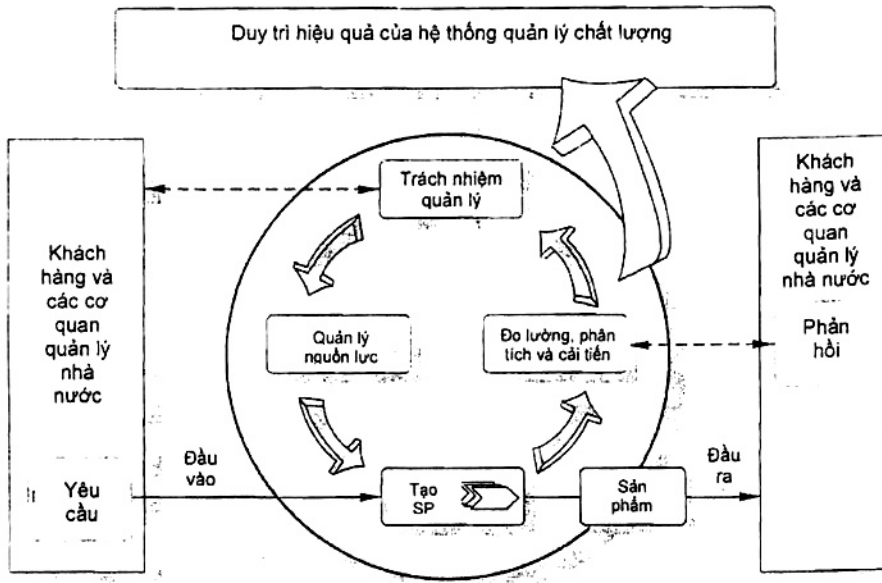 Duy trì hiệu quả của hệ thống quản lý chất lượng
Khách
hàng và
các cơ
quan
quản lý
nhà
nước
Yêu
cầu
Đầu
vào
Trách nhiệm
quản lý
Quản lý
nguồn lực
Đo lường, phân
tích và cải tiến
Tạo
SP
Sản
phẩm
Đầu
ra
Khách
hàng và
các cơ
quan
quản lý
nhà nước
Phản
hồi